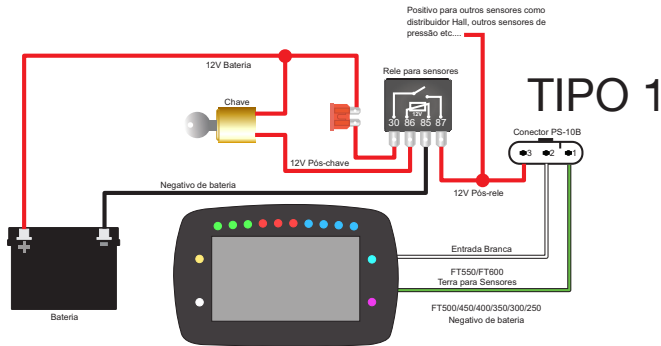 Positivo para outros sensores como
distribuidor Hall, outros sensores de
pressão etc....
12V Bateria
Rele para sensores
TIPO 1
Chave
12V
30 86 85 87
Conector PS-10B
3 2 1
12V Pós-chave
Negativo de bateria
12V Pós-rele
+ -
Entrada Branca
FT550/FT600
Terra para Sensores
FT500/450/400/350/300/250
Negativo de bateria
Bateria